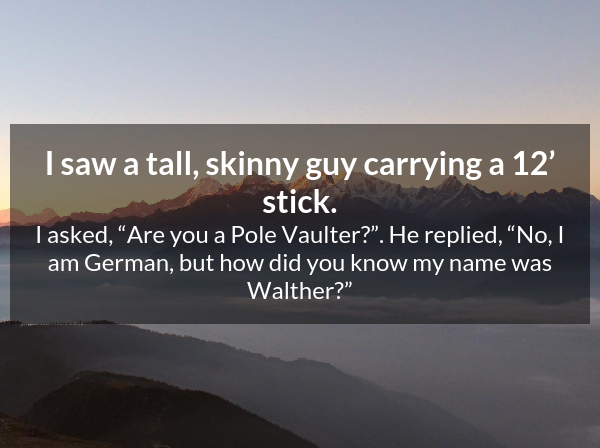 I saw a tall, skinny guy carrying a 12’
stick.
I asked, “Are you a Pole Vaulter?”. He replied, “No, I
am German, but how did you know my name was
Walther?”